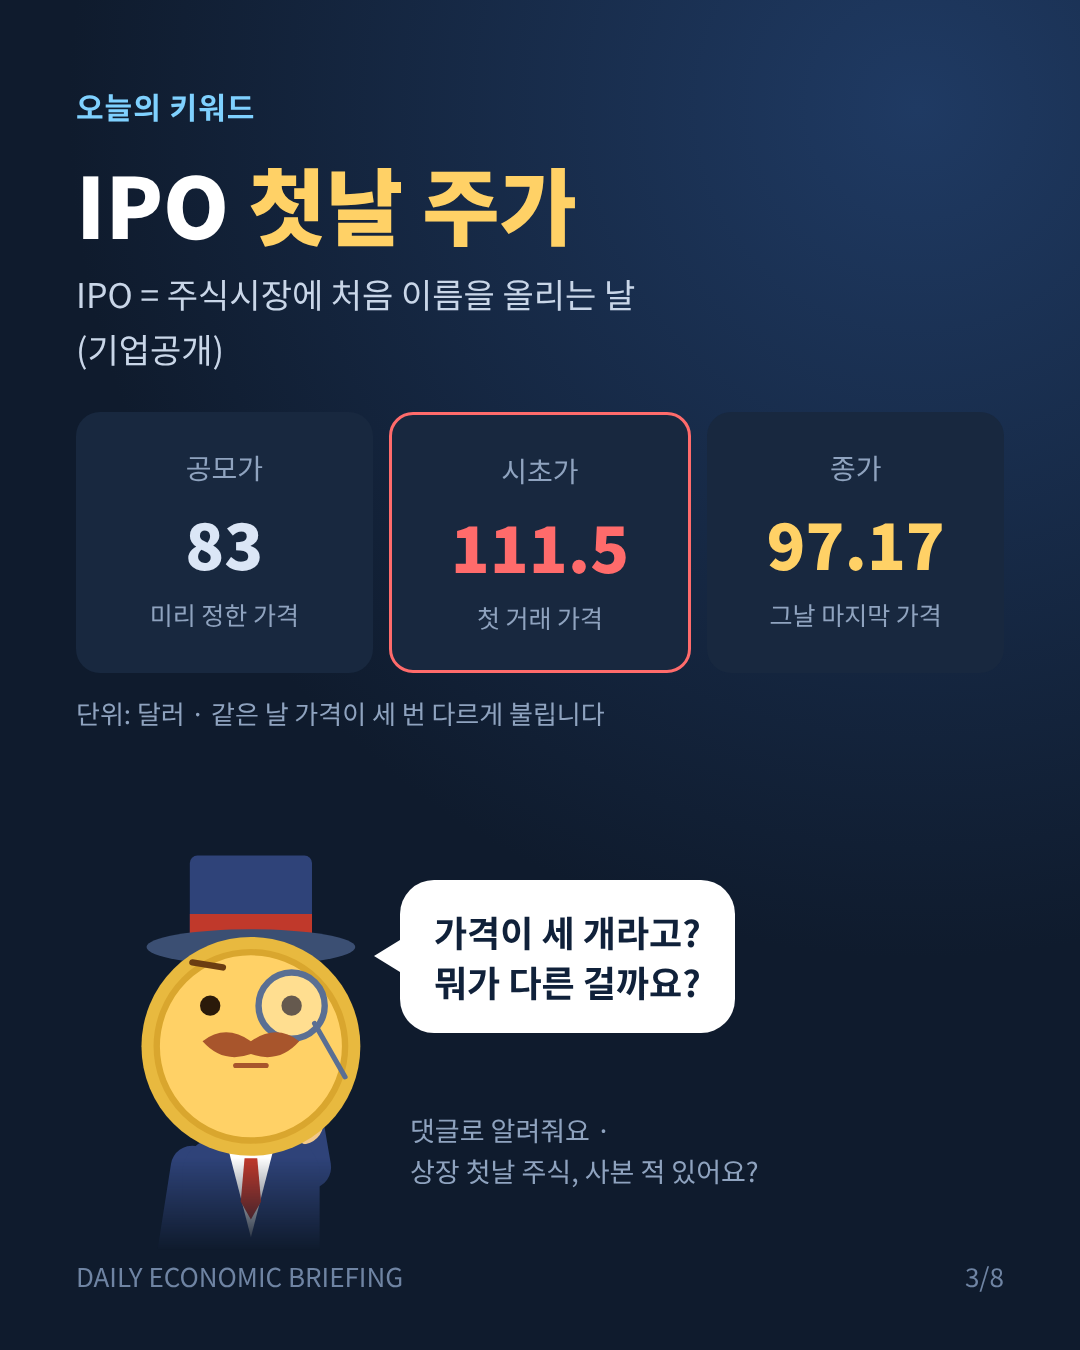 오늘의 키워드
IPO 첫날 주가
IPO = 주식시장에 처음 이름을 올리는 날
(기업공개)
공모가
83
미리 정한 가격
시초가
111.5
첫 거래 가격
종가
97.17
그날 마지막 가격
단위: 달러 · 같은 날 가격이 세 번 다르게 불립니다
가격이 세 개라고?
뭐가 다른 걸까요?
댓글로 알려줘요 ·
상장 첫날 주식, 사본 적 있어요?
DAILY ECONOMIC BRIEFING
3/8